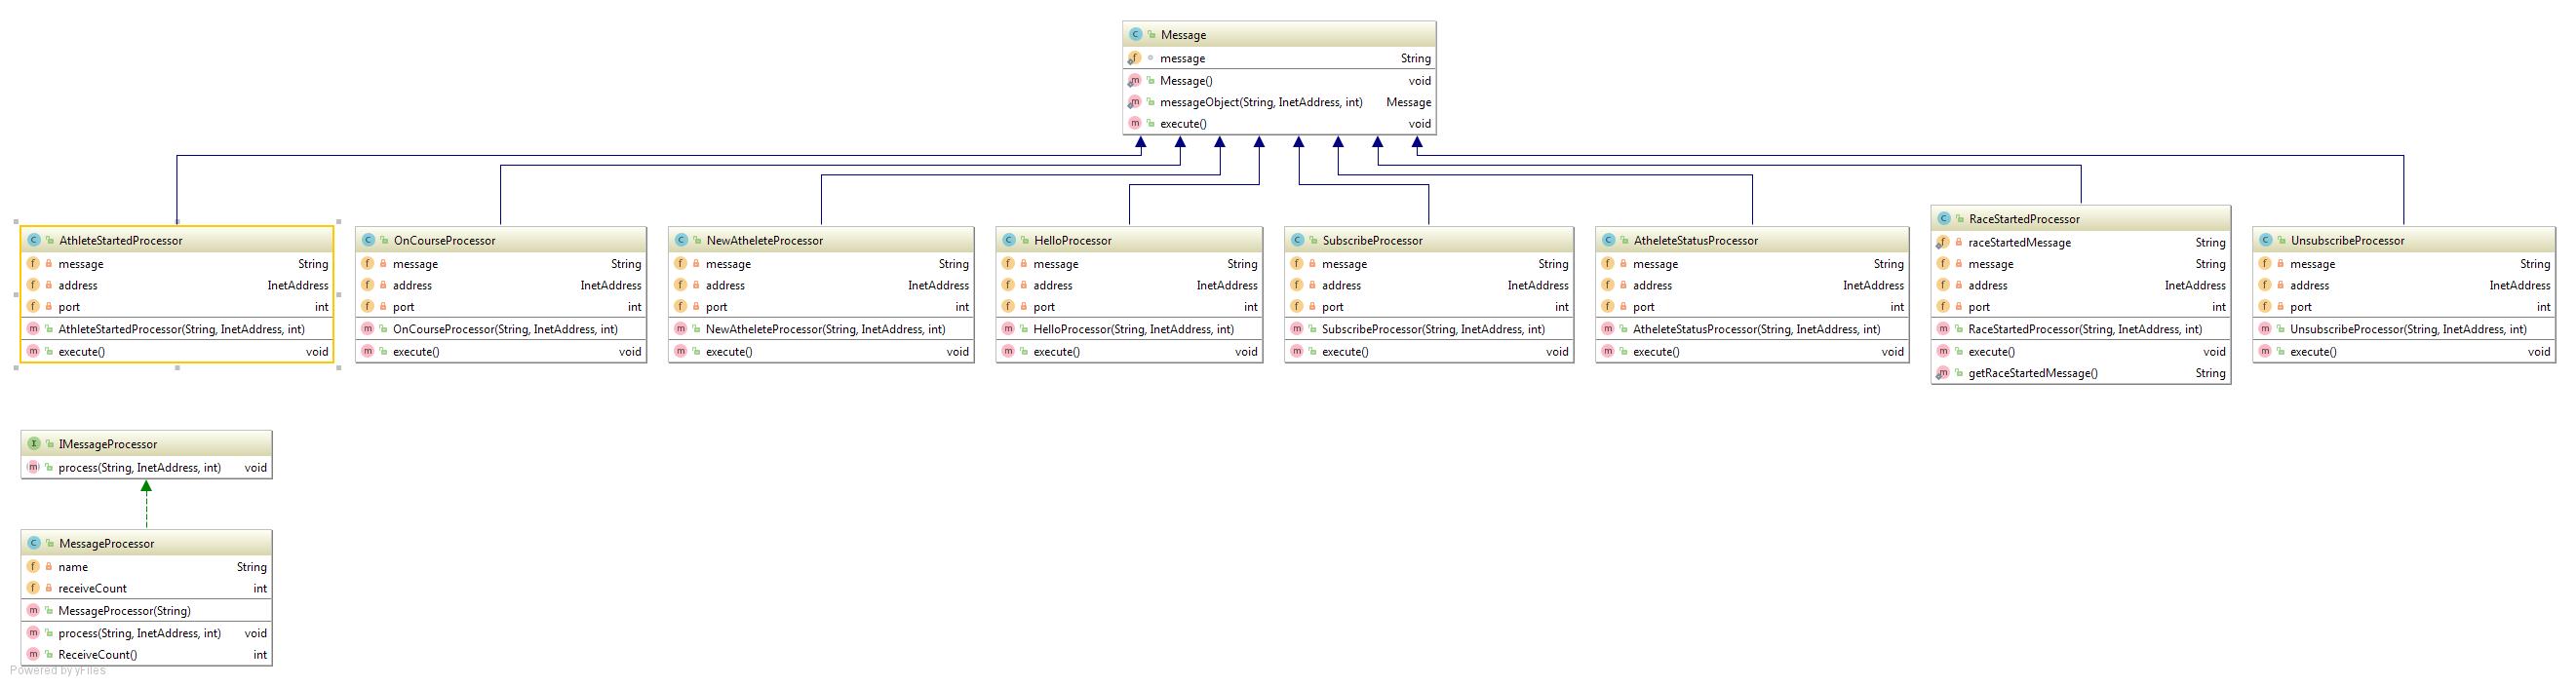 Message
message String
Message() void
messageObject(String, InetAddress, int) Message
execute() void
AthleteStartedProcessor
message String
address InetAddress
port int
AthleteStartedProcessor(String, InetAddress, int)
execute() void
OnCourseProcessor
message String
address InetAddress
port int
OnCourseProcessor(String, InetAddress, int)
execute() void
NewAtheleteProcessor
message String
address InetAddress
port int
NewAtheleteProcessor(String, InetAddress, int)
execute() void
HelloProcessor
message String
address InetAddress
port int
HelloProcessor(String, InetAddress, int)
execute() void
SubscribeProcessor
message String
address InetAddress
port int
SubscribeProcessor(String, InetAddress, int)
execute() void
AtheleteStatusProcessor
message String
address InetAddress
port int
AtheleteStatusProcessor(String, InetAddress, int)
execute() void
RaceStartedProcessor
raceStartedMessage String
message String
address InetAddress
port int
RaceStartedProcessor(String, InetAddress, int)
execute() void
getRaceStartedMessage() String
UnsubscribeProcessor
message String
address InetAddress
port int
UnsubscribeProcessor(String, InetAddress, int)
execute() void
IMessageProcessor
process(String, InetAddress, int) void
MessageProcessor
name String
receiveCount int
MessageProcessor(String)
process(String, InetAddress, int) void
ReceiveCount() int
Powered by yFiles